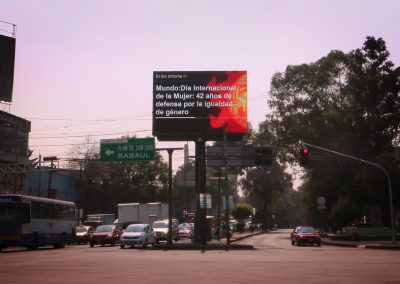 El Sol Informa
Mundo:Día Internacional
de la Mujer: 42 años de
defensa por la igualdad
de género
PLAN DE SAN LUIS
RABAUL